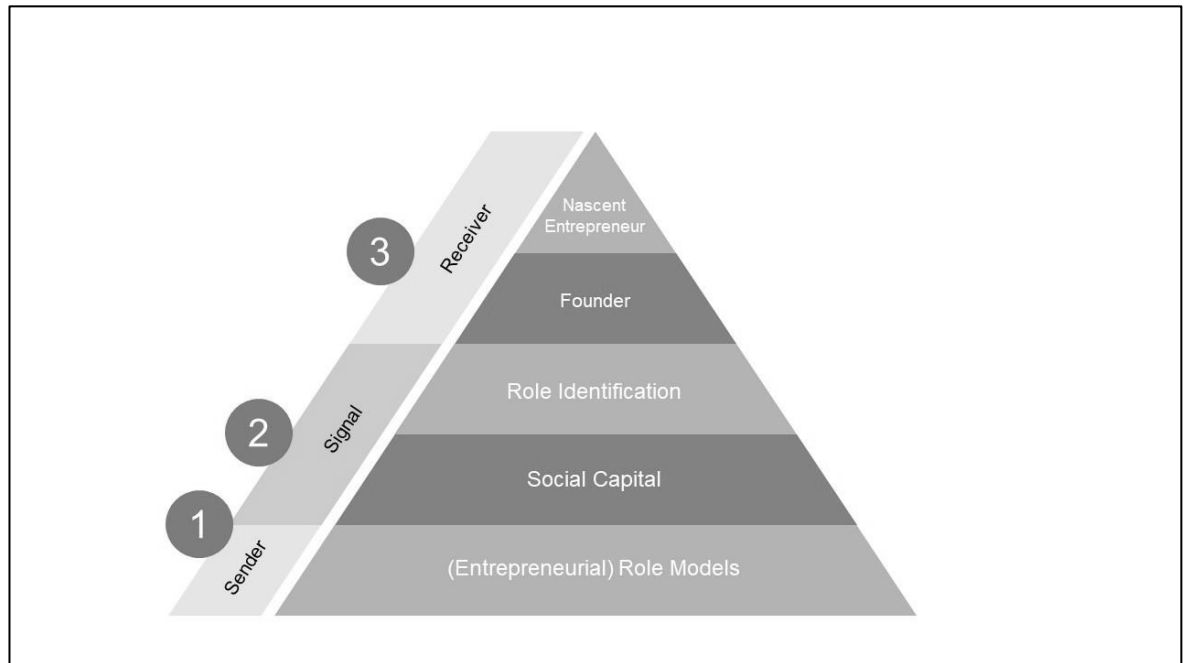 Nascent
Entrepreneur
3
Receiver
Founder
Role Identification
2
Signal
Social Capital
1
Sender
(Entrepreneurial) Role Models